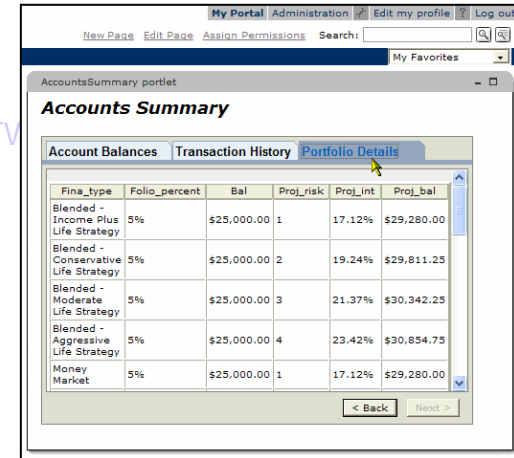 My Portal Administration Edit my profile ? Log out
New Page Edit Page Assign Permissions Search:
My Favorites
AccountsSummary portlet
Accounts Summary
Account Balances Transaction History Portfolio Details
Fina_type Folio_percent Bal Proj_risk Proj_int Proj_bal
Blended -
Income Plus
Life Strategy 5% $25,000.00 1 17.12% $29,280.00
Blended -
Conservative
Life Strategy 5% $25,000.00 2 19.24% $29,811.25
Blended -
Moderate
Life Strategy 5% $25,000.00 3 21.37% $30,342.25
Blended -
Aggressive
Life Strategy 5% $25,000.00 4 23.42% $30,854.75
Money
Market 5% $25,000.00 1 17.12% $29,280.00
< Back Next >